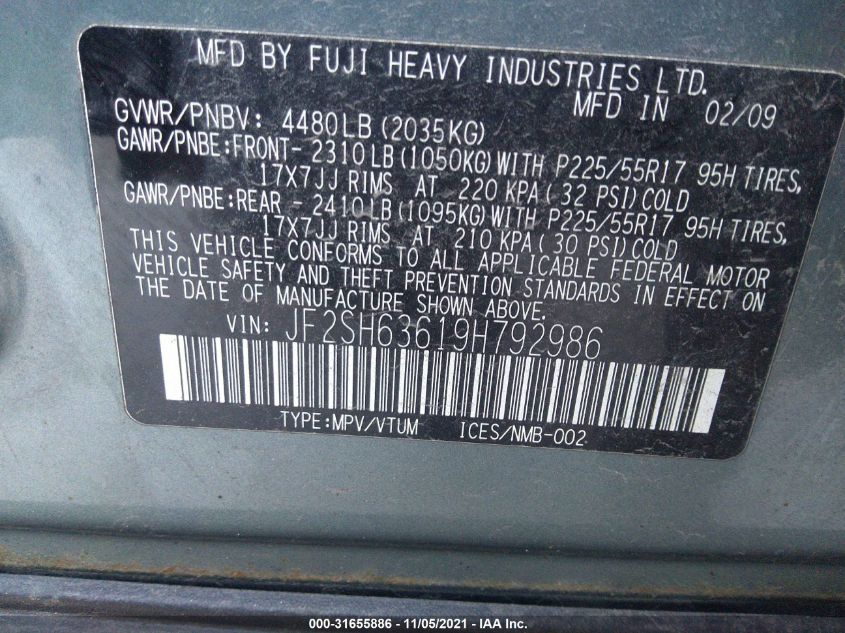 MFD BY FUJI HEAVY INDUSTRIES LTD.
MFD IN 02/09
GVWR/PNBV: 4480LB(2035KG)
GAWR/PNBE:FRONT- 2310LB(1050KG)WITH P225/55R17 95H TIRES,
17X7JJ RIMS AT 220 KPA( 32 PSI)COLD
GAWR/PNBE:REAR - 2410LB(1095KG)WITH P225/55R17 95H TIRES,
17X7JJ RIMS AT 210 KPA( 30 PSI)COLD
THIS VEHICLE CONFORMS TO ALL APPLICABLE FEDERAL MOTOR
VEHICLE SAFETY AND THEFT PREVENTION STANDARDS IN EFFECT ON
THE DATE OF MANUFACTURE SHOWN ABOVE.
VIN: JF2SH63619H792986
TYPE:MPV/VTUM ICES/NMB-002
000-31655886 - 11/05/2021 - IAA Inc.